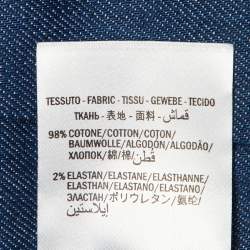 TESSUTO - FABRIC - TISSU - GEWEBE - TECIDO
ТКАНЬ - 表地 - 面料 - قماش
98% COTONE/COTTON/COTON/
BAUMWOLLE/ALGODÓN/ALGODÃO/
ХЛОПОК/綿/棉/قطن
2% ELASTAN/ELASTANE/ELASTHANNE/
ELASTHAN/ELASTANO/ELASTANO/
ЭЛАСТАН/ポリウレタン/氨纶/
إيلاستين